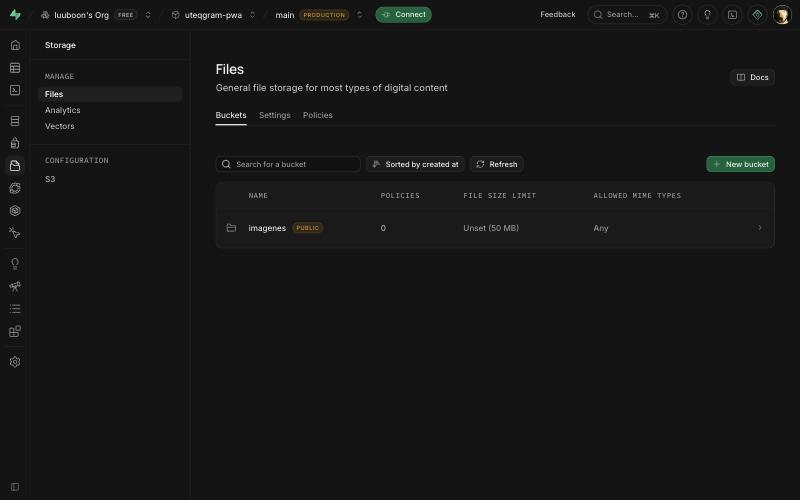 luuboon's Org FREE uteqgram-pwa main PRODUCTION Connect Feedback Search... ⌘K
Storage
MANAGE
Files
Analytics
Vectors
CONFIGURATION
S3
Files
General file storage for most types of digital content
Docs
Buckets Settings Policies
Search for a bucket Sorted by created at Refresh New bucket
NAME POLICIES FILE SIZE LIMIT ALLOWED MIME TYPES
imagenes PUBLIC 0 Unset (50 MB) Any